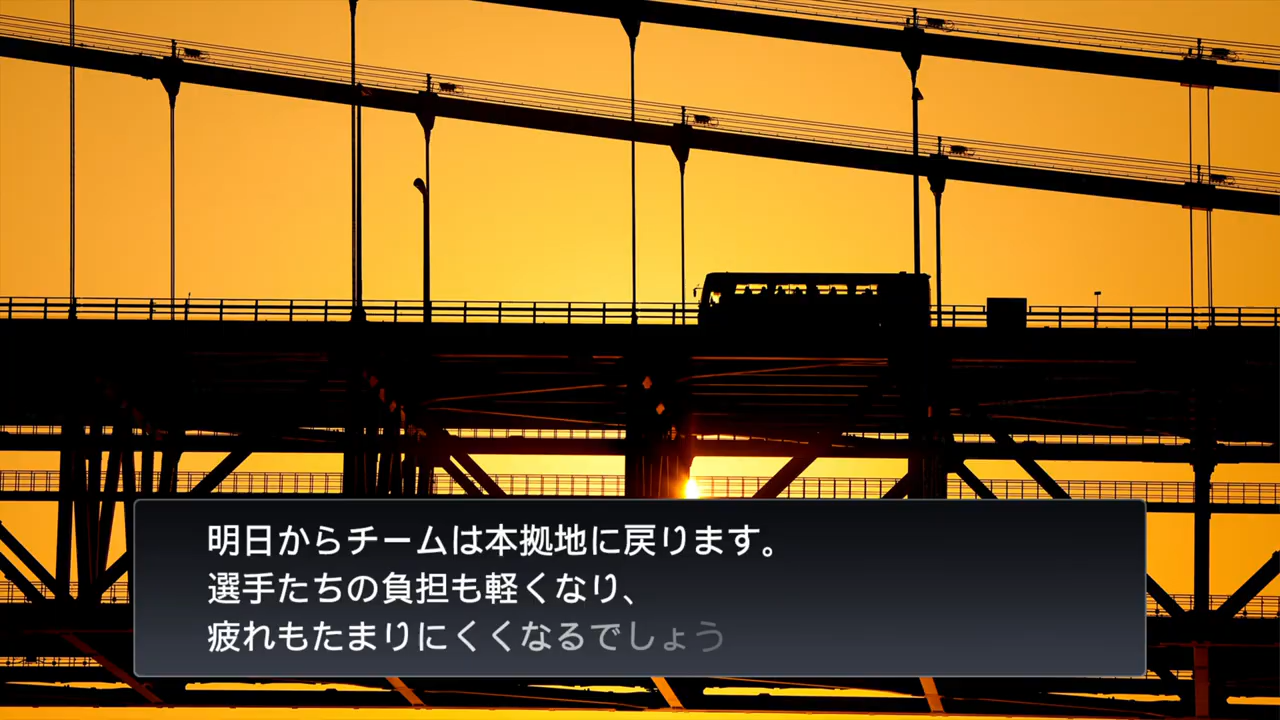 明日からチームは本拠地に戻ります。
選手たちの負担も軽くなり、
疲れもたまりにくくなるでしょう